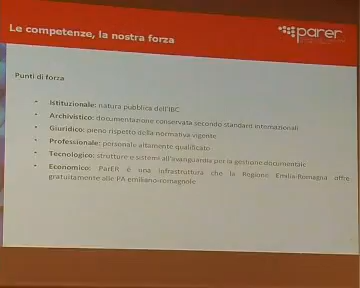 Le competenze, la nostra forza
parer
Punti di forza
• Istituzionale: natura pubblica dell'IBC
• Archivistico: documentazione conservata secondo standard internazionali
• Giuridico: pieno rispetto della normativa vigente
• Professionale: personale altamente qualificato
• Tecnologico: strutture e sistemi all'avanguardia per la gestione documentale
• Economico: ParER è una infrastruttura che la Regione Emilia-Romagna offre
gratuitamente alle PA emiliano-romagnole